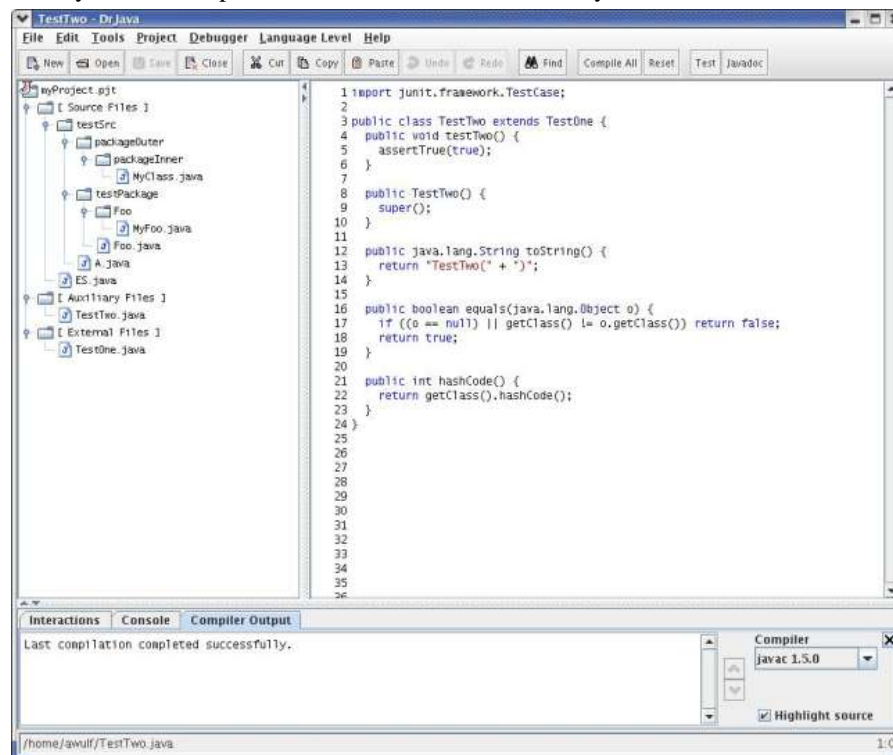 TestTwo - DrJava
File Edit Tools Project Debugger Language Level Help
New Open Save Close Cut Copy Paste Undo Redo Find Compile All Reset Test Javadoc
myProject.pjt
[ Source Files ]
testSrc
packageOuter
packageInner
MyClass.java
testPackage
Foo
MyFoo.java
Foo.java
A.java
ES.java
[ Auxiliary Files ]
TestTwo.java
[ External Files ]
TestOne.java
1 import junit.framework.TestCase;
2
3 public class TestTwo extends TestOne {
4 public void testTwo() {
5 assertTrue(true);
6 }
7
8 public TestTwo() {
9 super();
10 }
11
12 public java.lang.String toString() {
13 return "TestTwo(" + ")";
14 }
15
16 public boolean equals(java.lang.Object o) {
17 if ((o == null) || getClass() != o.getClass()) return false;
18 return true;
19 }
20
21 public int hashCode() {
22 return getClass().hashCode();
23 }
24 }
25
26
27
28
29
30
31
32
33
34
35
36
Interactions Console Compiler Output
Last compilation completed successfully.
Compiler
javac 1.5.0
Highlight source
/home/awulf/TestTwo.java